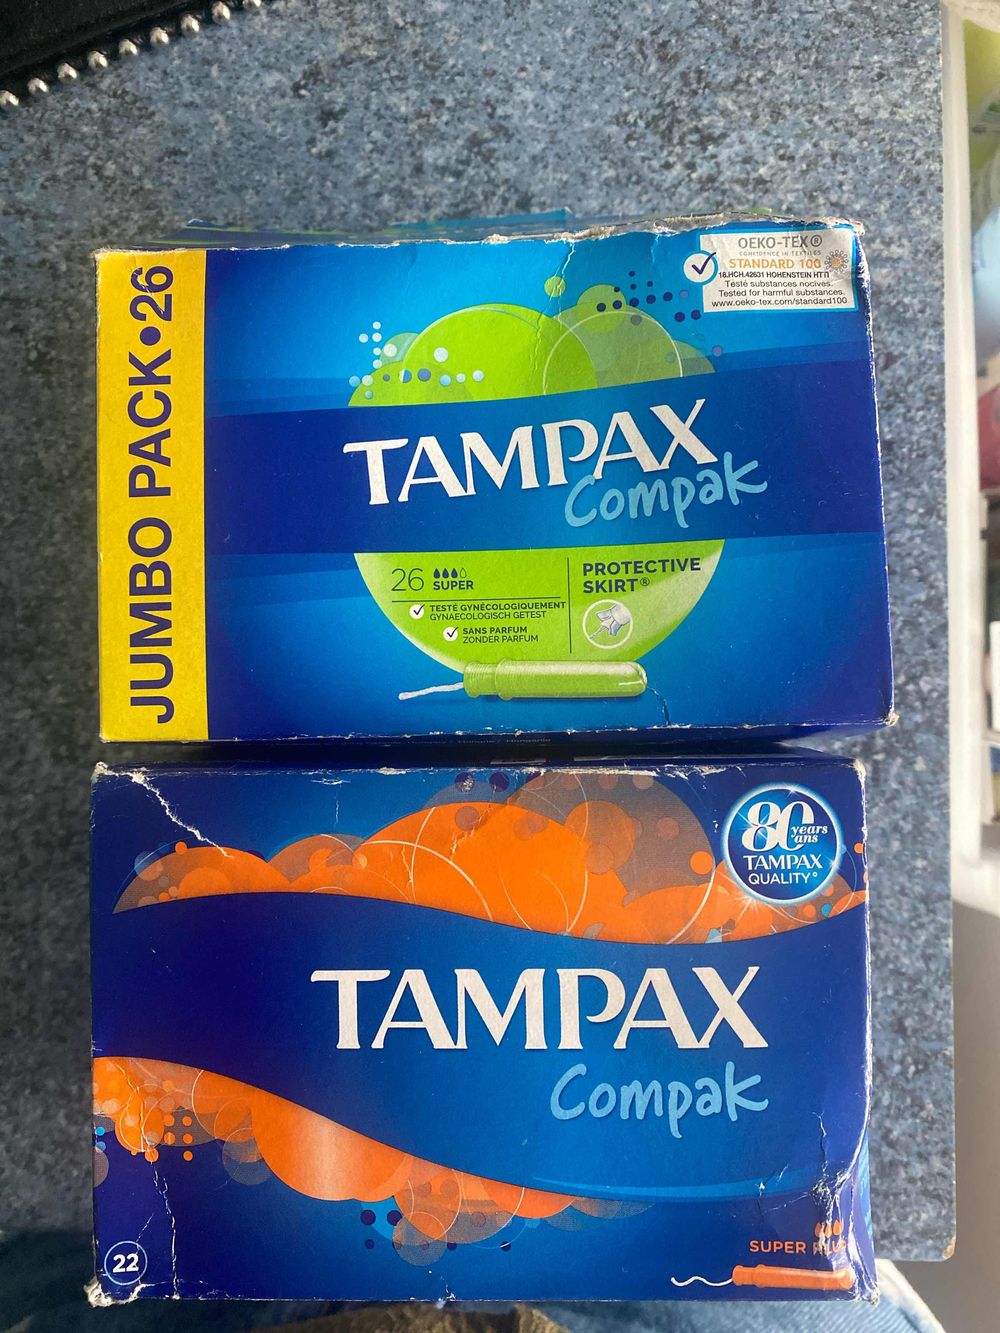 JUMBO PACK•26
OEKO-TEX®
CONFIDENCE IN TEXTILES
STANDARD 100
18.HCH.42631 HOHENSTEIN HTTI
Testé substances nocives.
Tested for harmful substances.
www.oeko-tex.com/standard100
TAMPAX
Compak
26 SUPER
TESTÉ GYNÉCOLOGIQUEMENT
GYNAECOLOGISCH GETEST
SANS PARFUM
ZONDER PARFUM
PROTECTIVE
SKIRT®
80 years
ans
TAMPAX
QUALITY°
TAMPAX
Compak
SUPER PLUS
22